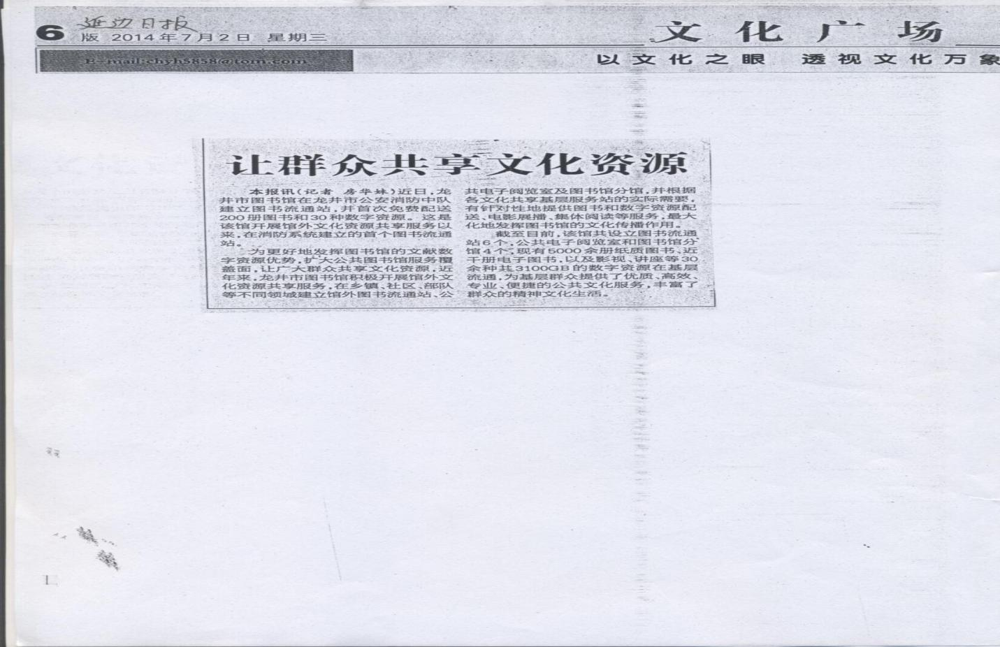 延边日报
6版 2014年7月2日 星期三
文化广场
E-mail:chyh5858@tom.com
以文化之眼 透视文化万象
让群众共享文化资源
本报讯(记者 房华妹)近日,龙
井市图书馆在龙井市公安消防中队
建立图书流通站,并首次免费配送
200册图书和30种数字资源。这是
该馆开展馆外文化资源共享服务以
来,在消防系统建立的首个图书流通
站。
为更好地发挥图书馆的文献数
字资源优势,扩大公共图书馆服务覆
盖面,让广大群众共享文化资源,近
年来,龙井市图书馆积极开展馆外文
化资源共享服务,在乡镇、社区、部队
等不同领域建立馆外图书流通站、公
共电子阅览室及图书馆分馆,并根据
各文化共享基层服务站的实际需要,
有针对性地提供图书和数字资源配
送、电影展播、集体阅读等服务,最大
化地发挥图书馆的文化传播作用。
截至目前,该馆共设立图书流通
站6个,公共电子阅览室和图书馆分
馆4个;现有5000余册纸质图书、近
千册电子图书,以及影视、讲座等30
余种共3100GB的数字资源在基层
流通,为基层群众提供了优质、高效、
专业、便捷的公共文化服务,丰富了
群众的精神文化生活。